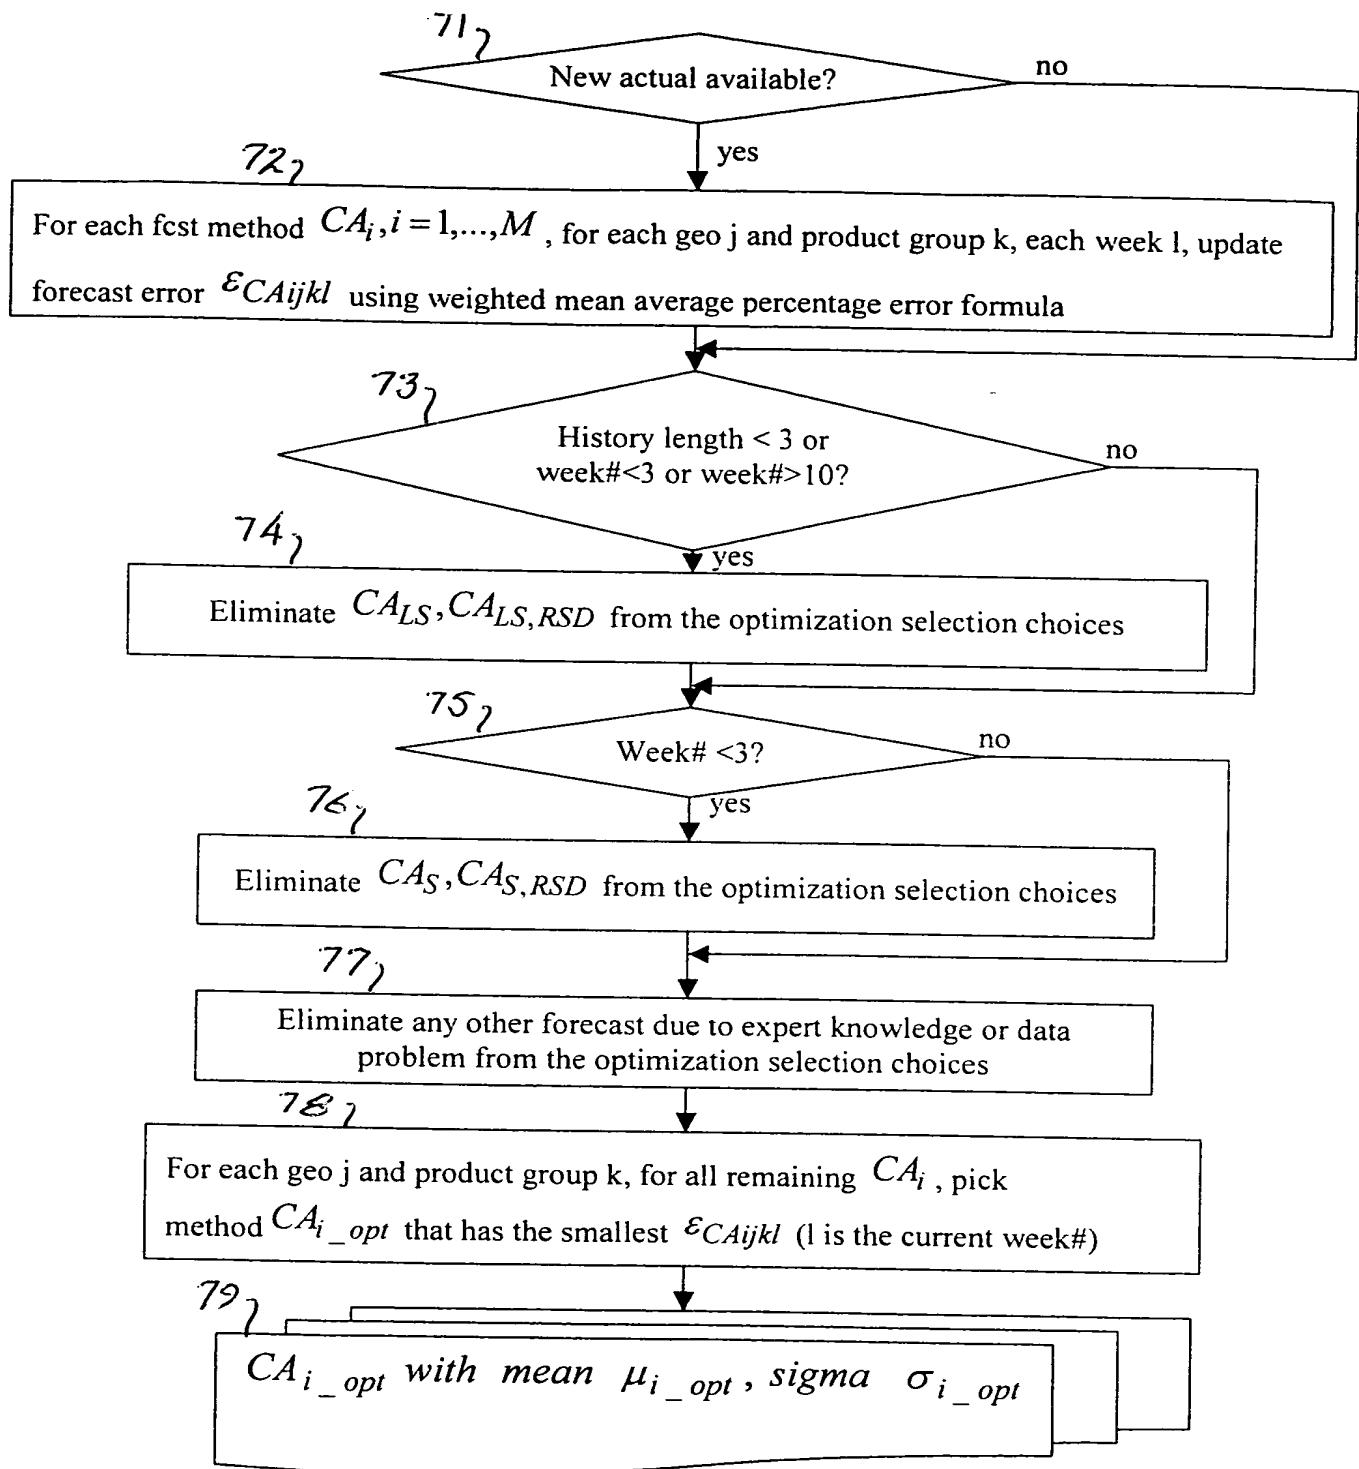 71
New actual available?
no
yes
72
For each fcst method CA_i, i = 1,...,M , for each geo j and product group k, each week l, update
forecast error ε_CAijkl using weighted mean average percentage error formula
73
History length < 3 or
week#<3 or week#>10?
no
74
yes
Eliminate CA_LS, CA_LS,RSD from the optimization selection choices
75
Week# <3?
no
76
yes
Eliminate CA_S, CA_S,RSD from the optimization selection choices
77
Eliminate any other forecast due to expert knowledge or data
problem from the optimization selection choices
78
For each geo j and product group k, for all remaining CA_i , pick
method CA_i_opt that has the smallest ε_CAijkl (l is the current week#)
79
CA_i_opt with mean μ_i_opt, sigma σ_i_opt